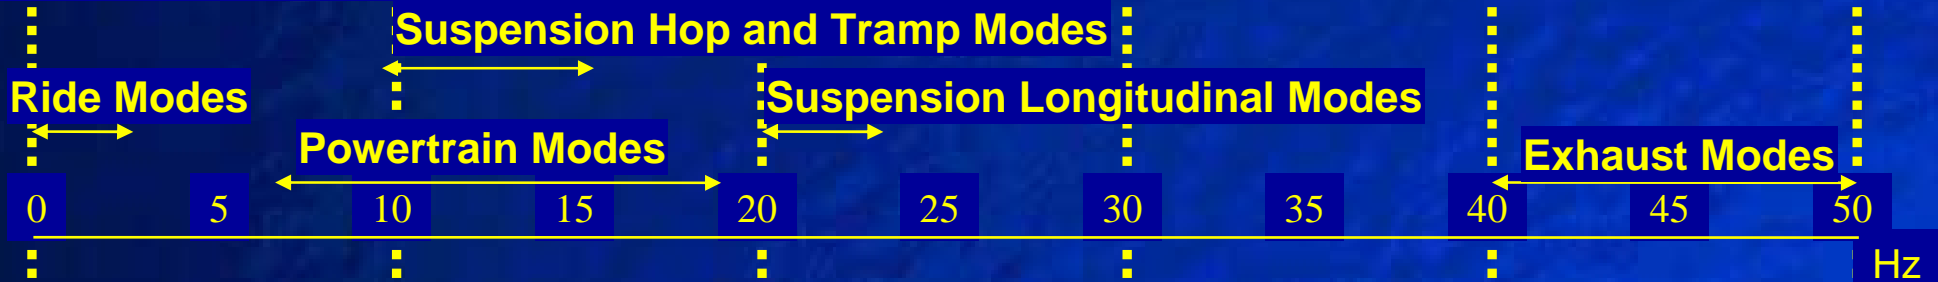 Suspension Hop and Tramp Modes
Ride Modes
Suspension Longitudinal Modes
Powertrain Modes
Exhaust Modes
0 5 10 15 20 25 30 35 40 45 50
Hz